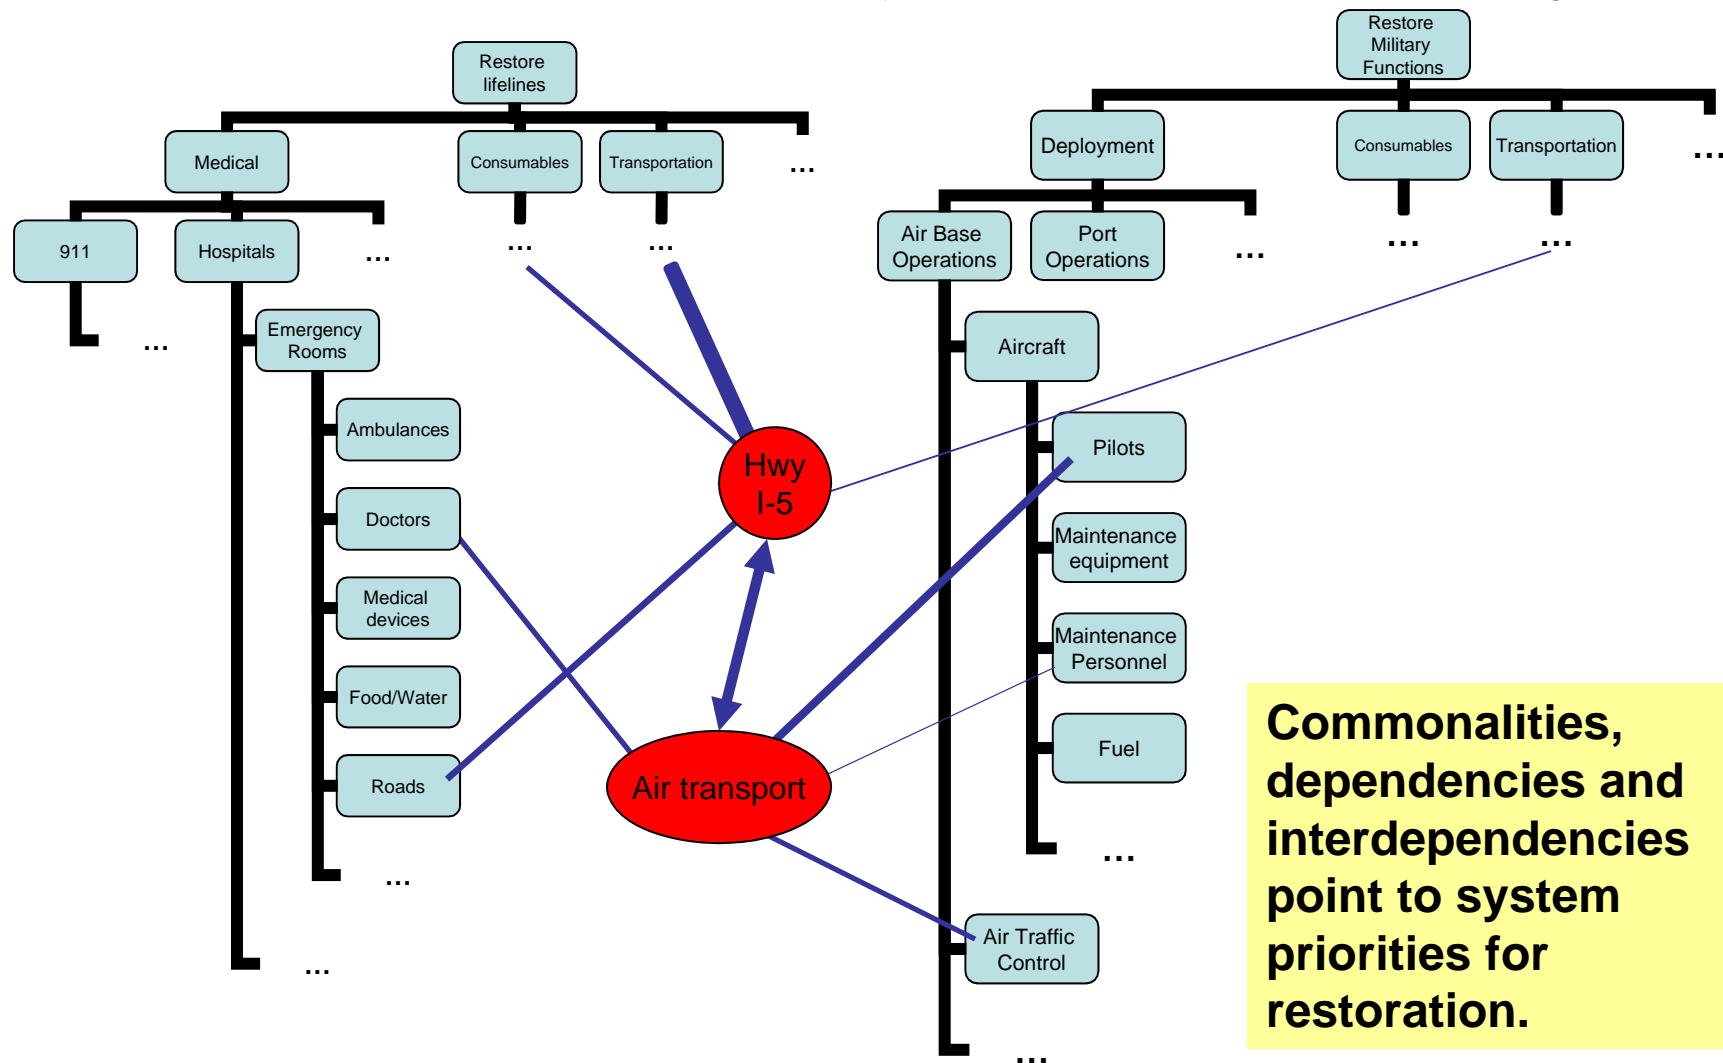 Restore
lifelines
Medical
Consumables
Transportation
...
911
Hospitals
...
...
...
...
Emergency
Rooms
Ambulances
Doctors
Medical
devices
Food/Water
Roads
...
...
Hwy
I-5
Air transport
Restore
Military
Functions
Deployment
Consumables
Transportation
...
Air Base
Operations
Port
Operations
...
...
...
Aircraft
Pilots
Maintenance
equipment
Maintenance
Personnel
Fuel
...
Air Traffic
Control
...
Commonalities,
dependencies and
interdependencies
point to system
priorities for
restoration.